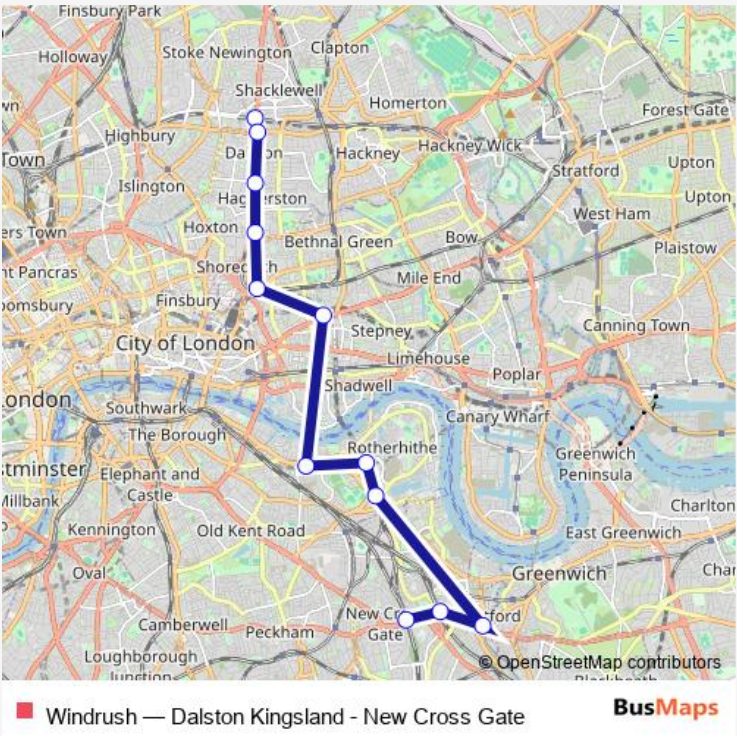 Finsbury Park
Holloway
Stoke Newington
Clapton
Shacklewell
Homerton
Forest Gate
Highbury
Hackney
Hackney Wick
Town
Stratford
Upton
Islington
Upton
West Ham
Hoxton
Bethnal Green
Bow
ers Town
Plaistow
nt Pancras
Mile End
oomsbury
Finsbury
Canning Town
Stepney
City of London
Limehouse
Poplar
Shadwell
ondon
Southwark
Canary Wharf
The Borough
Rotherhithe
Greenwich
Peninsula
stminster
Elephant and
Castle
Millbank
Charlton
Kennington
Old Kent Road
East Greenwich
Oval
Greenwich
Char
New Cr
Gate
tford
Camberwell
Peckham
Loughborough
Junction
© OpenStreetMap contributors
Windrush — Dalston Kingsland - New Cross Gate
BusMaps